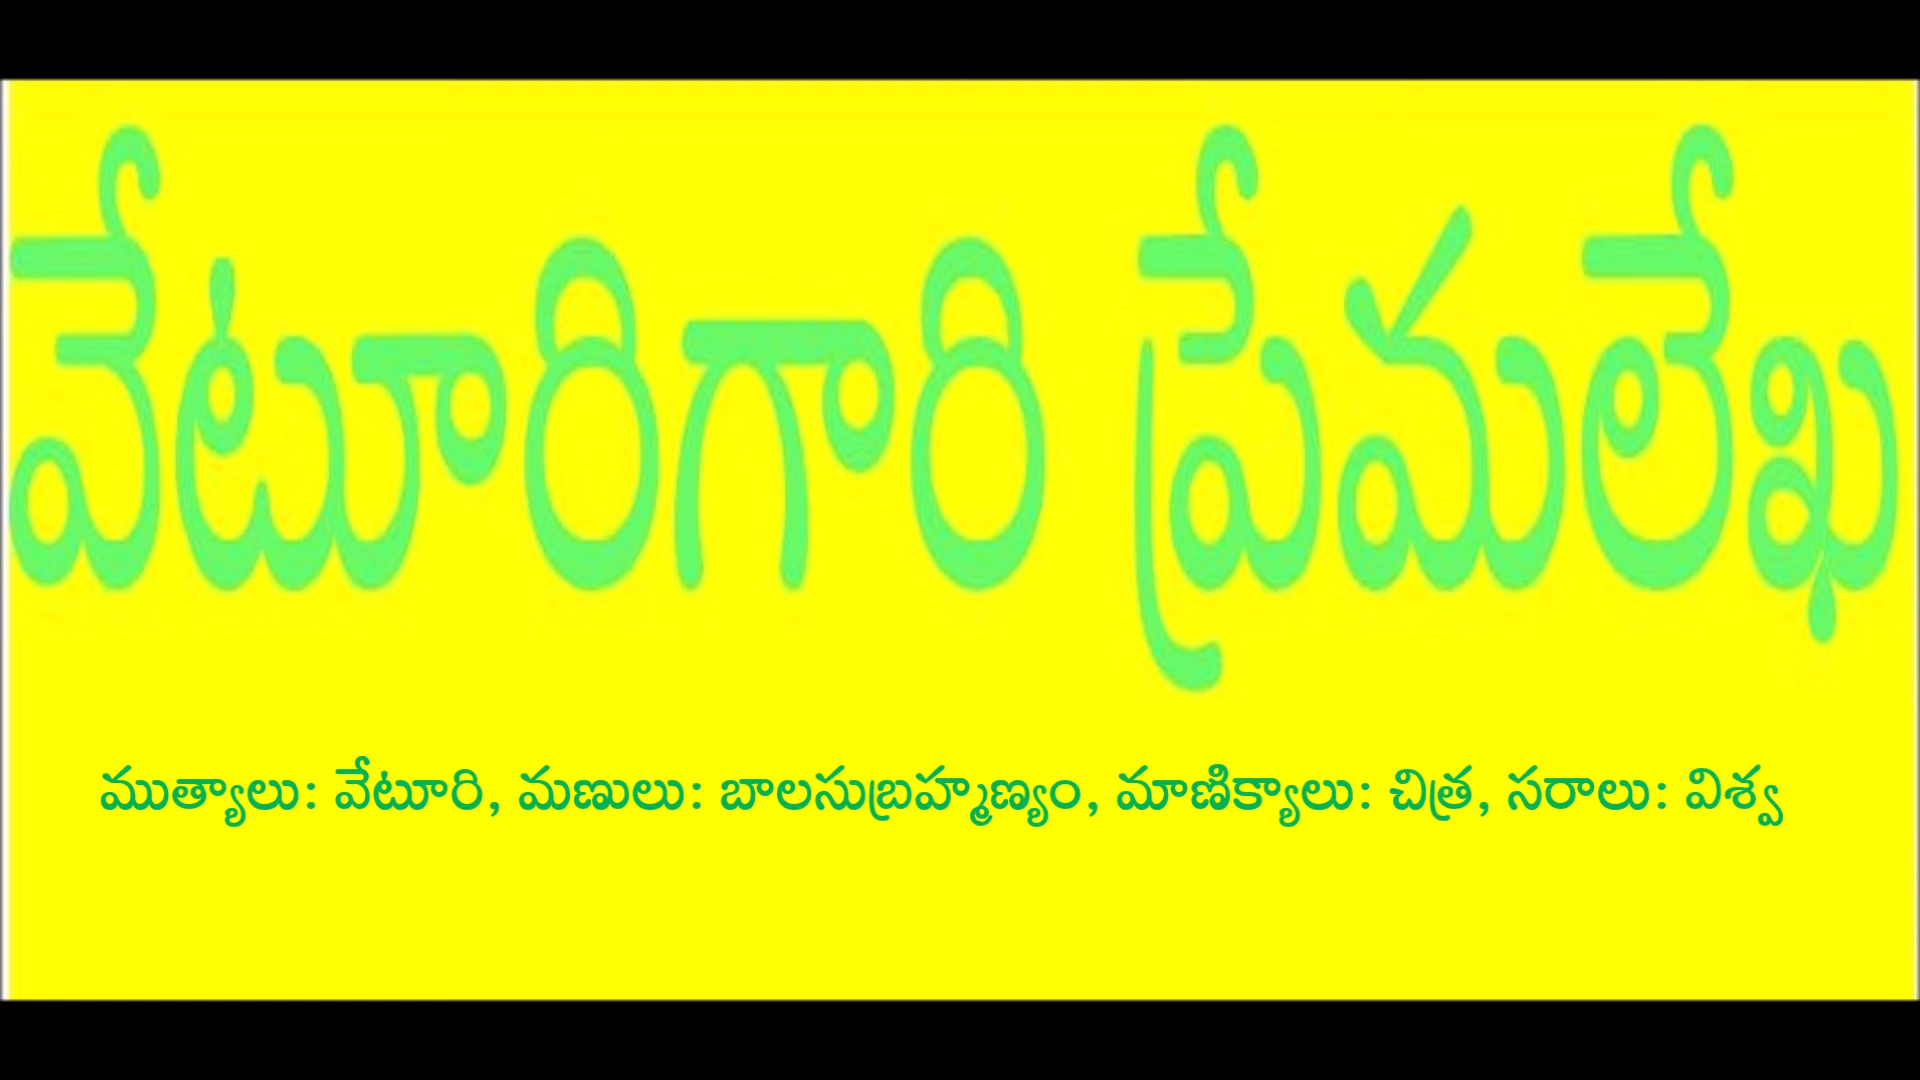 వేటూరిగారి ప్రేమలేఖ
ముత్యాలు: వేటూరి, మణులు: బాలసుబ్రహ్మణ్యం, మాణిక్యాలు: చిత్ర, సరాలు: విశ్వ